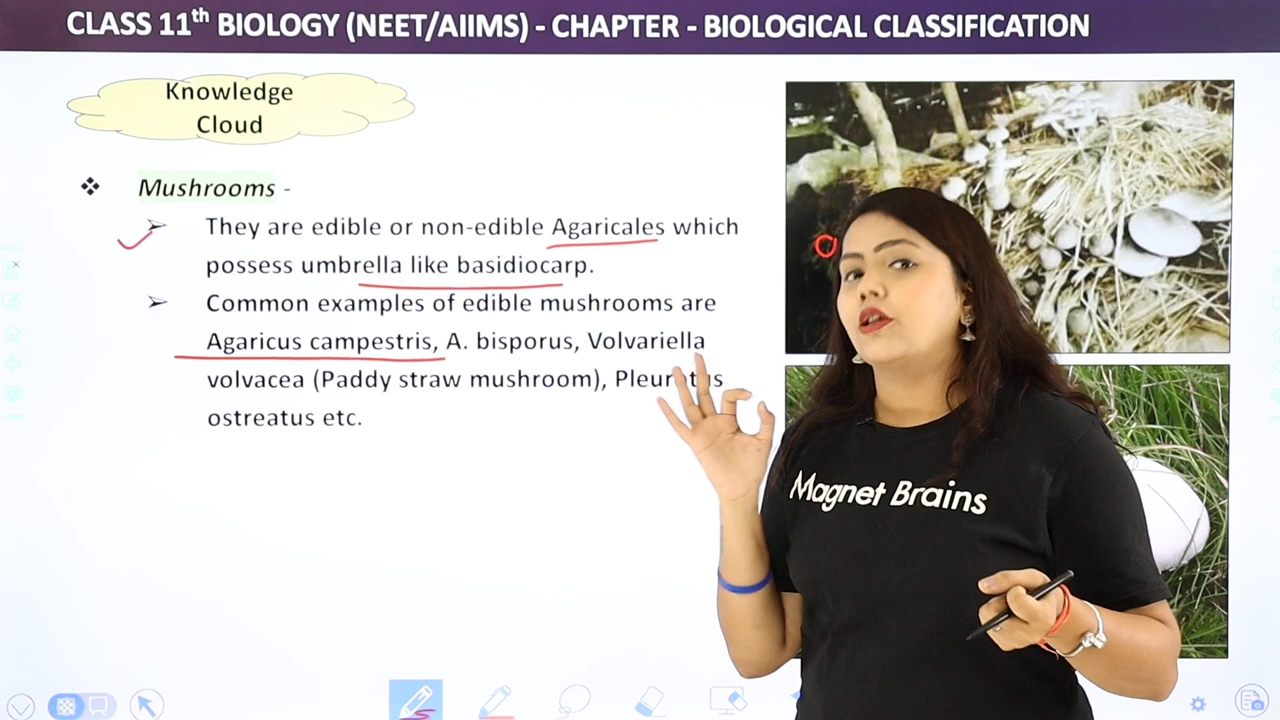 CLASS 11th BIOLOGY (NEET/AIIMS) - CHAPTER - BIOLOGICAL CLASSIFICATION
Knowledge
Cloud
❖ Mushrooms -
➢ They are edible or non-edible Agaricales which
possess umbrella like basidiocarp.
➢ Common examples of edible mushrooms are
Agaricus campestris, A. bisporus, Volvariella
volvacea (Paddy straw mushroom), Pleurotus
ostreatus etc.
Magnet Brains